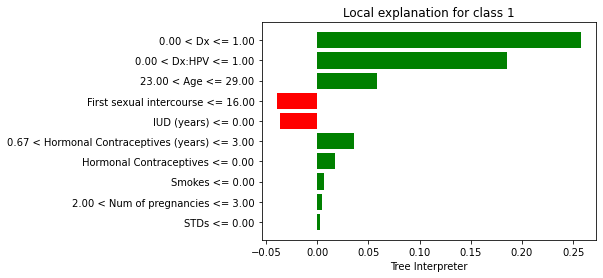 Local explanation for class 1
0.00 < Dx <= 1.00
0.00 < Dx:HPV <= 1.00
23.00 < Age <= 29.00
First sexual intercourse <= 16.00
IUD (years) <= 0.00
0.67 < Hormonal Contraceptives (years) <= 3.00
Hormonal Contraceptives <= 0.00
Smokes <= 0.00
2.00 < Num of pregnancies <= 3.00
STDs <= 0.00
−0.05 0.00 0.05 0.10 0.15 0.20 0.25
Tree Interpreter